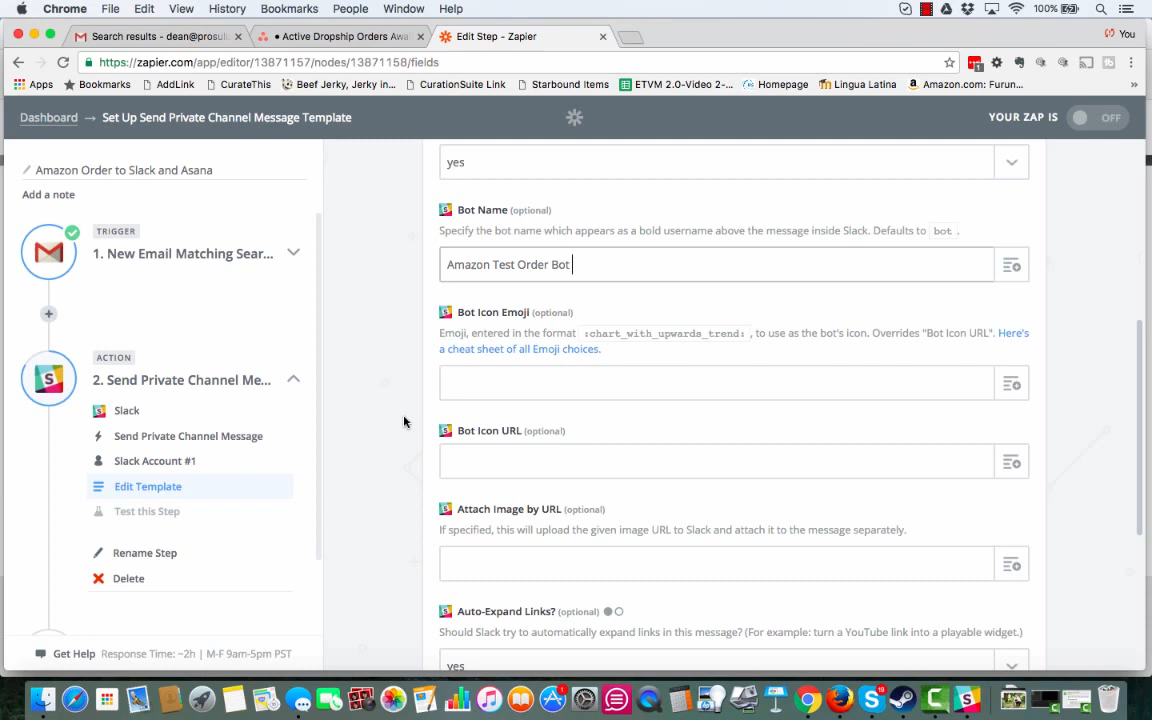 Chrome File Edit View History Bookmarks People Window Help 100%
Search results - dean@prosul
• Active Dropship Orders Awa
Edit Step - Zapier
You
https://zapier.com/app/editor/13871157/nodes/13871158/fields
Apps Bookmarks AddLink CurateThis Beef Jerky, Jerky in... CurationSuite Link Starbound Items ETVM 2.0-Video 2-... Homepage Lingua Latina Amazon.com: Furun... »
Dashboard → Set Up Send Private Channel Message Template
YOUR ZAP IS OFF
Amazon Order to Slack and Asana
Add a note
TRIGGER
1. New Email Matching Sear...
ACTION
2. Send Private Channel Me...
Slack
Send Private Channel Message
Slack Account #1
Edit Template
Test this Step
Rename Step
Delete
Get Help Response Time: ~2h | M-F 9am-5pm PST
yes
Bot Name (optional)
Specify the bot name which appears as a bold username above the message inside Slack. Defaults to bot .
Amazon Test Order Bot
Bot Icon Emoji (optional)
Emoji, entered in the format :chart_with_upwards_trend: , to use as the bot's icon. Overrides "Bot Icon URL". Here's
a cheat sheet of all Emoji choices.
Bot Icon URL (optional)
Attach Image by URL (optional)
If specified, this will upload the given image URL to Slack and attach it to the message separately.
Auto-Expand Links? (optional)
Should Slack try to automatically expand links in this message? (For example: turn a YouTube link into a playable widget.)
yes